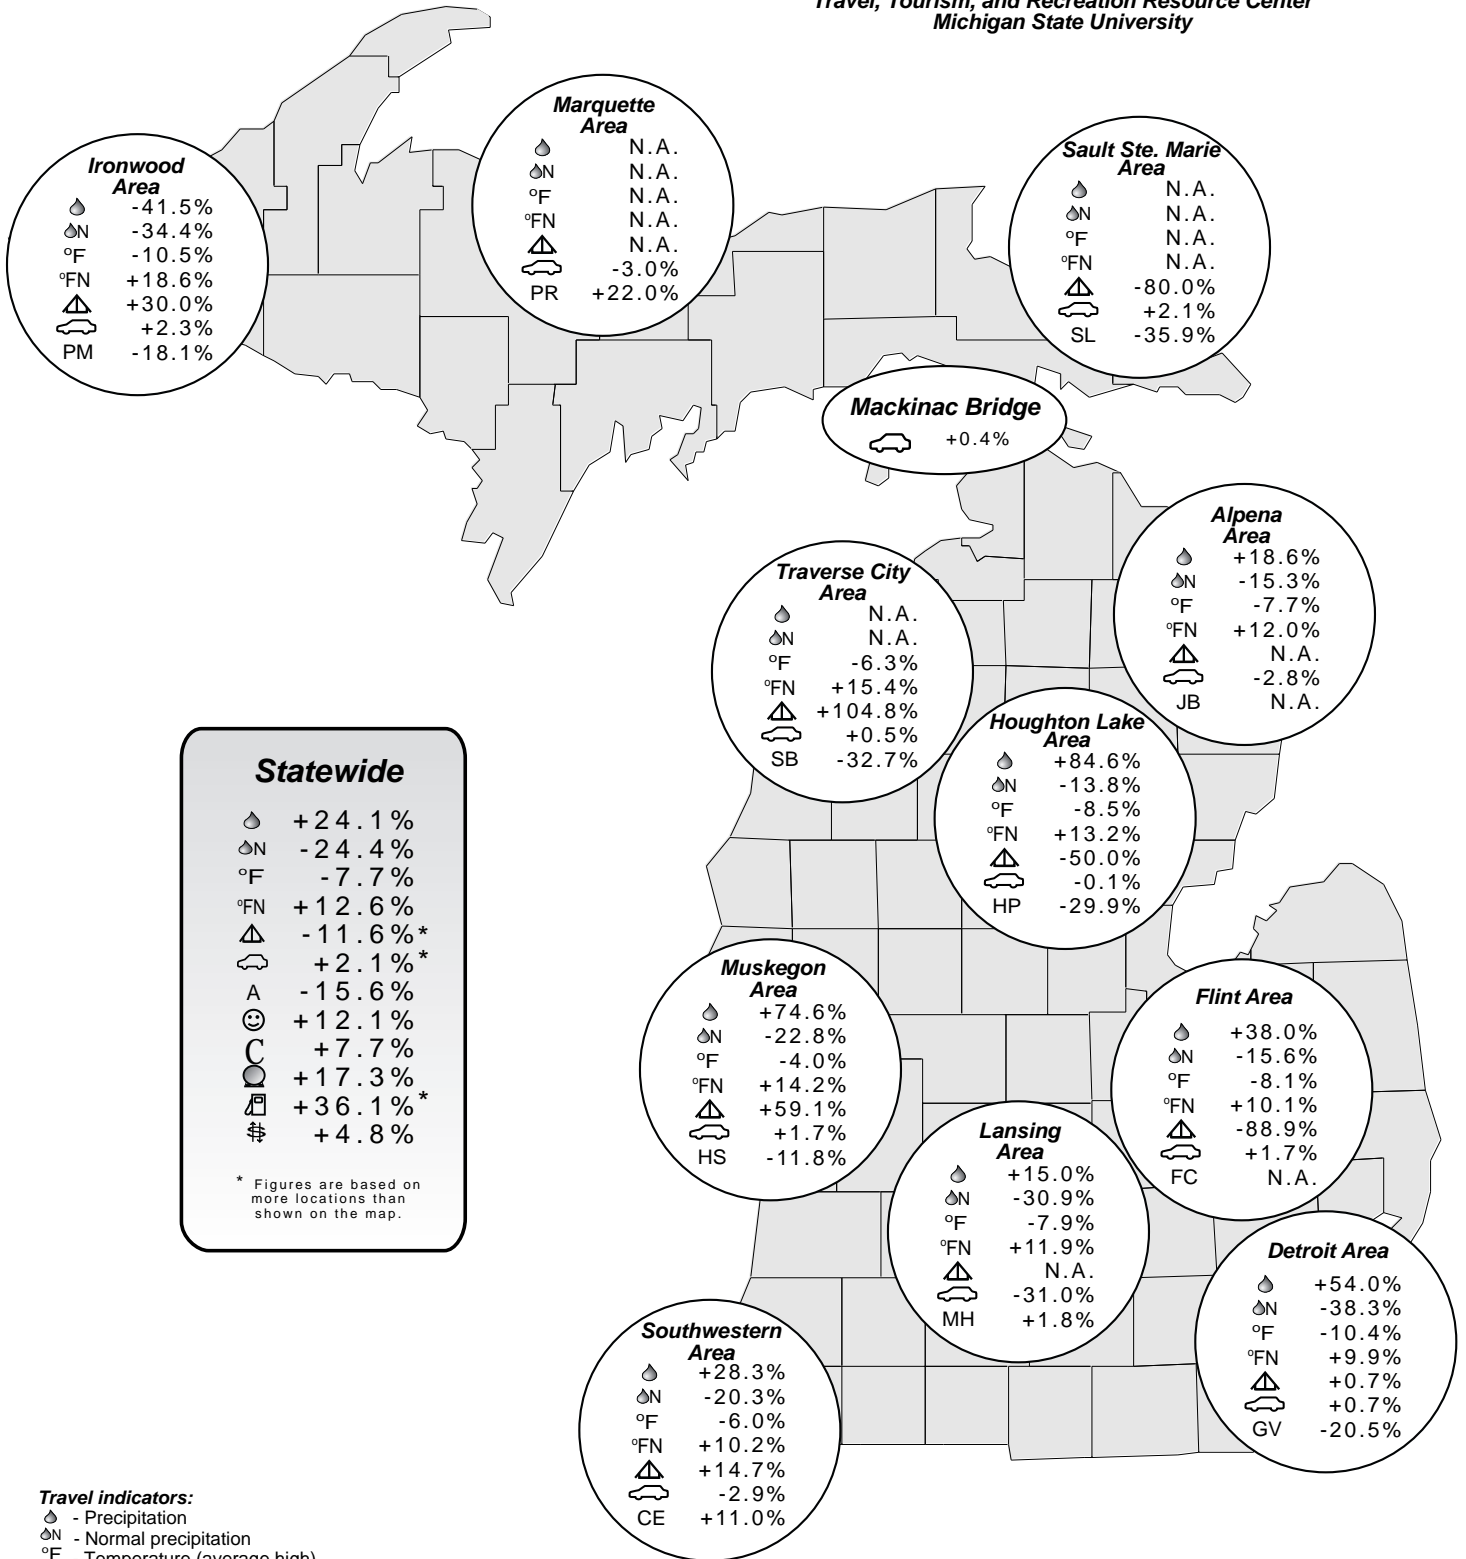 Travel, Tourism, and Recreation Resource Center
Michigan State University
Marquette
Area
N.A.
N N.A.
°F N.A.
°FN N.A.
N.A.
-3.0%
PR +22.0%
Sault Ste. Marie
Area
N.A.
N N.A.
°F N.A.
°FN N.A.
-80.0%
+2.1%
SL -35.9%
Ironwood
Area
-41.5%
N -34.4%
°F -10.5%
°FN +18.6%
+30.0%
+2.3%
PM -18.1%
Mackinac Bridge
+0.4%
Alpena
Area
+18.6%
N -15.3%
°F -7.7%
°FN +12.0%
N.A.
-2.8%
JB N.A.
Traverse City
Area
N.A.
N N.A.
°F -6.3%
°FN +15.4%
+104.8%
+0.5%
SB -32.7%
Houghton Lake
Area
+84.6%
N -13.8%
°F -8.5%
°FN +13.2%
-50.0%
-0.1%
HP -29.9%
Statewide
+24.1%
N -24.4%
°F -7.7%
°FN +12.6%
-11.6%*
+2.1%*
A -15.6%
+12.1%
C +7.7%
+17.3%
+36.1%*
+4.8%
* Figures are based on
more locations than
shown on the map.
Muskegon
Area
+74.6%
N -22.8%
°F -4.0%
°FN +14.2%
+59.1%
+1.7%
HS -11.8%
Flint Area
+38.0%
N -15.6%
°F -8.1%
°FN +10.1%
-88.9%
+1.7%
FC N.A.
Lansing
Area
+15.0%
N -30.9%
°F -7.9%
°FN +11.9%
N.A.
-31.0%
MH +1.8%
Detroit Area
+54.0%
N -38.3%
°F -10.4%
°FN +9.9%
+0.7%
+0.7%
GV -20.5%
Southwestern
Area
+28.3%
N -20.3%
°F -6.0%
°FN +10.2%
+14.7%
-2.9%
CE +11.0%
Travel indicators:
- Precipitation
N - Normal precipitation
°F - Temperature (average high)